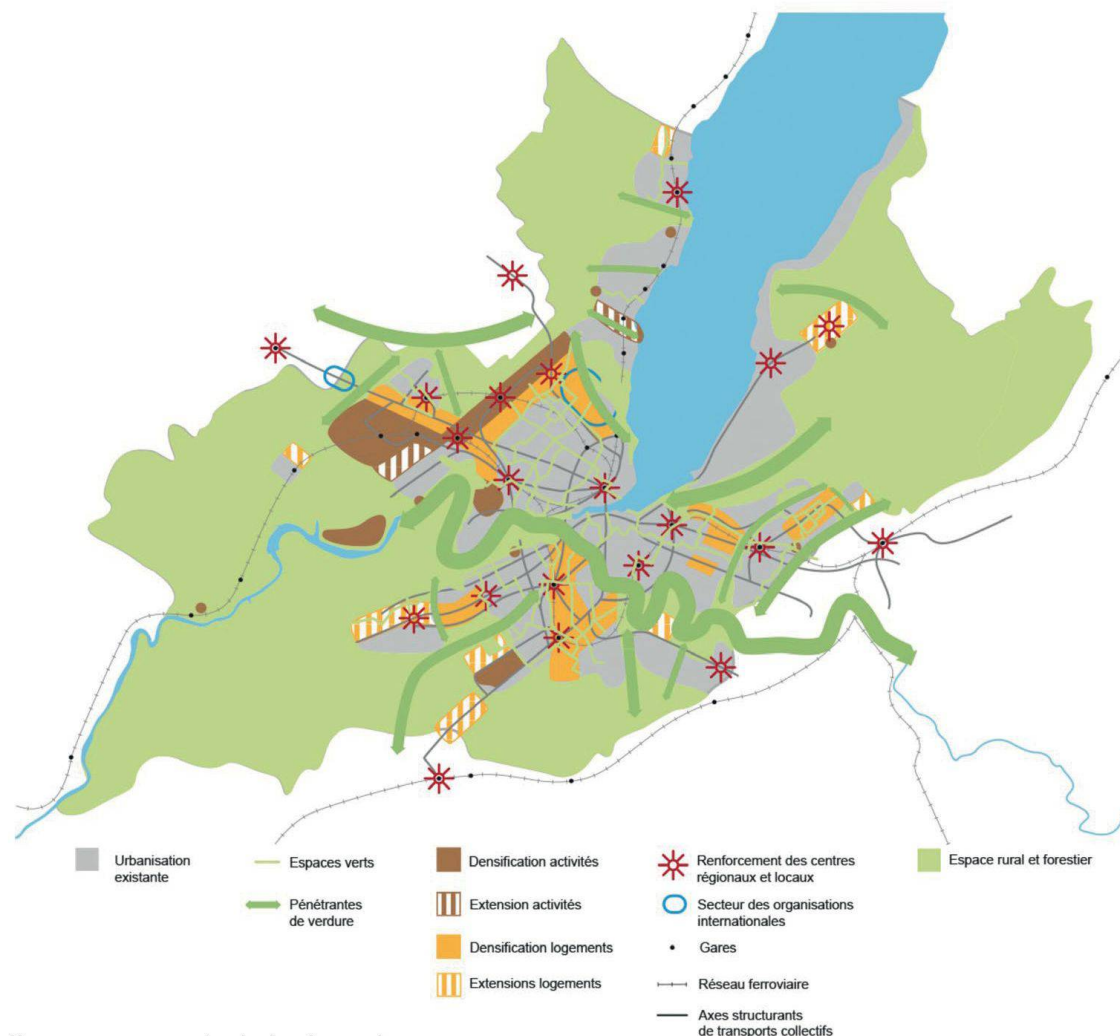 Urbanisation
existante
Espaces verts
Pénétrantes
de verdure
Densification activités
Extension activités
Densification logements
Extensions logements
Renforcement des centres
régionaux et locaux
Secteur des organisations
internationales
Gares
Réseau ferroviaire
Axes structurants
de transports collectifs
Espace rural et forestier